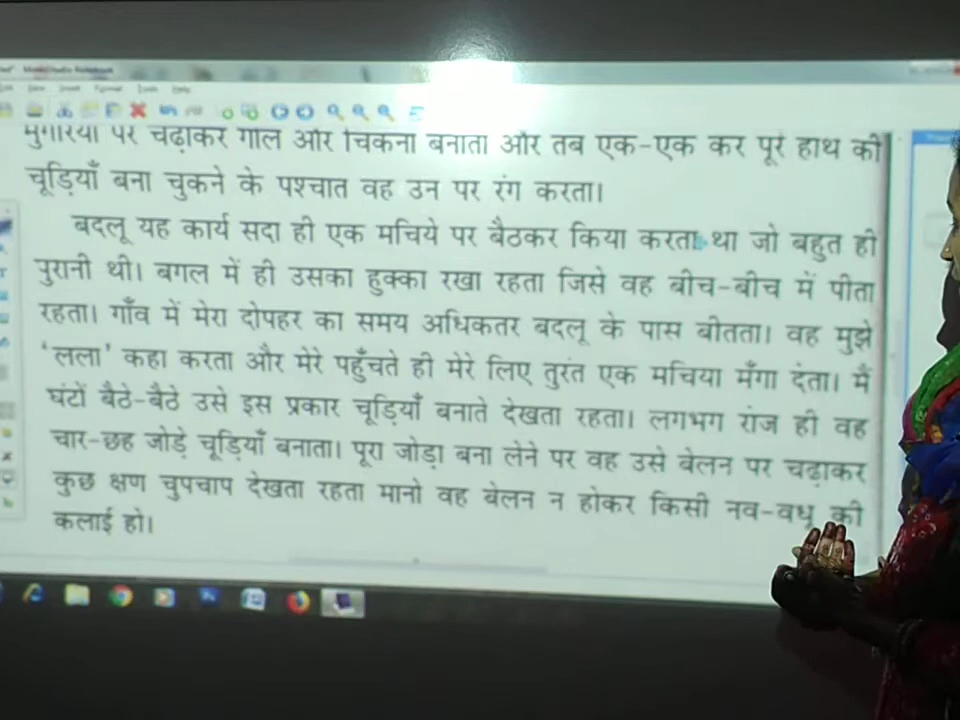 मुंगेरियों पर चढ़ाकर गोल और चिकना बनाता और तब एक-एक कर पूरे हाथ की
चूड़ियाँ बना चुकने के पश्चात वह उन पर रंग करता।
बदलू यह कार्य सदा ही एक मचिये पर बैठकर किया करता था जो बहुत ही
पुरानी थी। बगल में ही उसका हुक्का रखा रहता जिसे वह बीच-बीच में पीता
रहता। गाँव में मेरा दोपहर का समय अधिकतर बदलू के पास बीतता। वह मुझे
'लला' कहा करता और मेरे पहुँचते ही मेरे लिए तुरंत एक मचिया मँगा देता। मैं
घंटों बैठे-बैठे उसे इस प्रकार चूड़ियाँ बनाते देखता रहता। लगभग रोज ही वह
चार-छह जोड़े चूड़ियाँ बनाता। पूरा जोड़ा बना लेने पर वह उसे बेलन पर चढ़ाकर
कुछ क्षण चुपचाप देखता रहता मानो वह बेलन न होकर किसी नव-वधू की
कलाई हो।